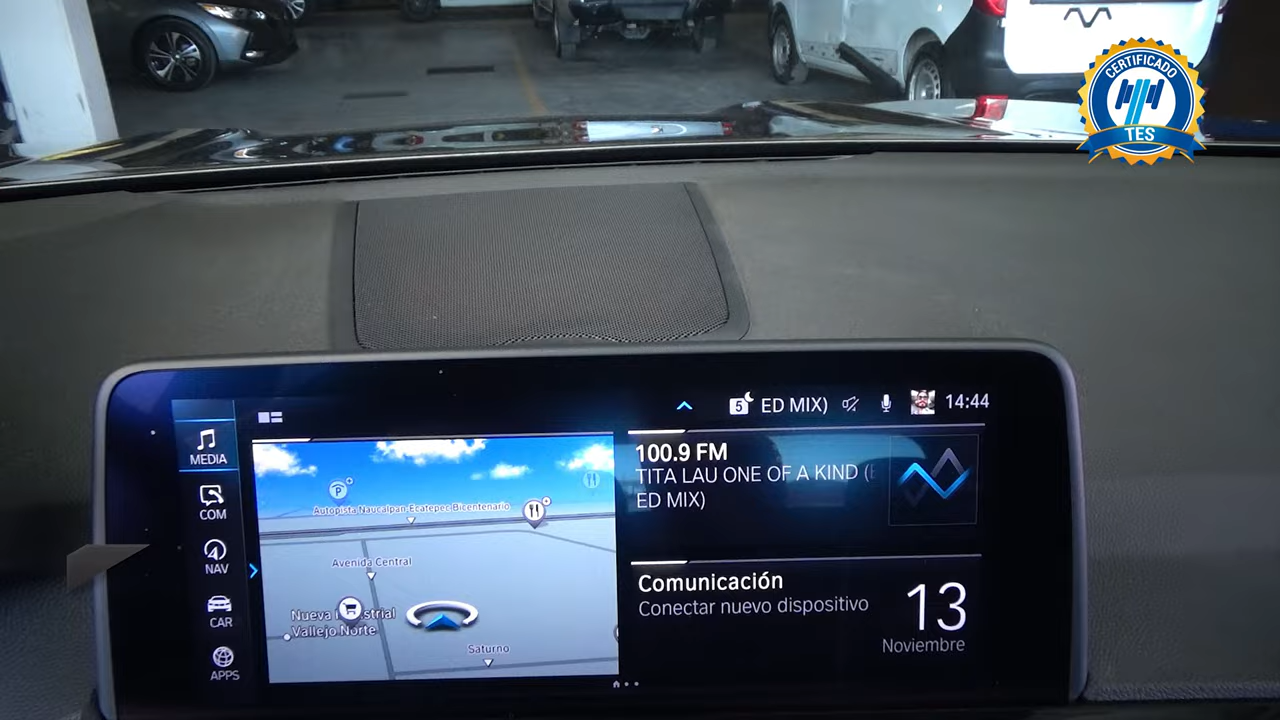 CERTIFICADO
TES
5
ED MIX)
14:44
MEDIA
COM
NAV
CAR
APPS
P
Autopista Naucalpan-Ecatepec-Bicentenario
Avenida Central
Vallejo Norte
Saturno
100.9 FM
TITA LAU ONE OF A KIND (
ED MIX)
Comunicación
Conectar nuevo dispositivo
13
Noviembre